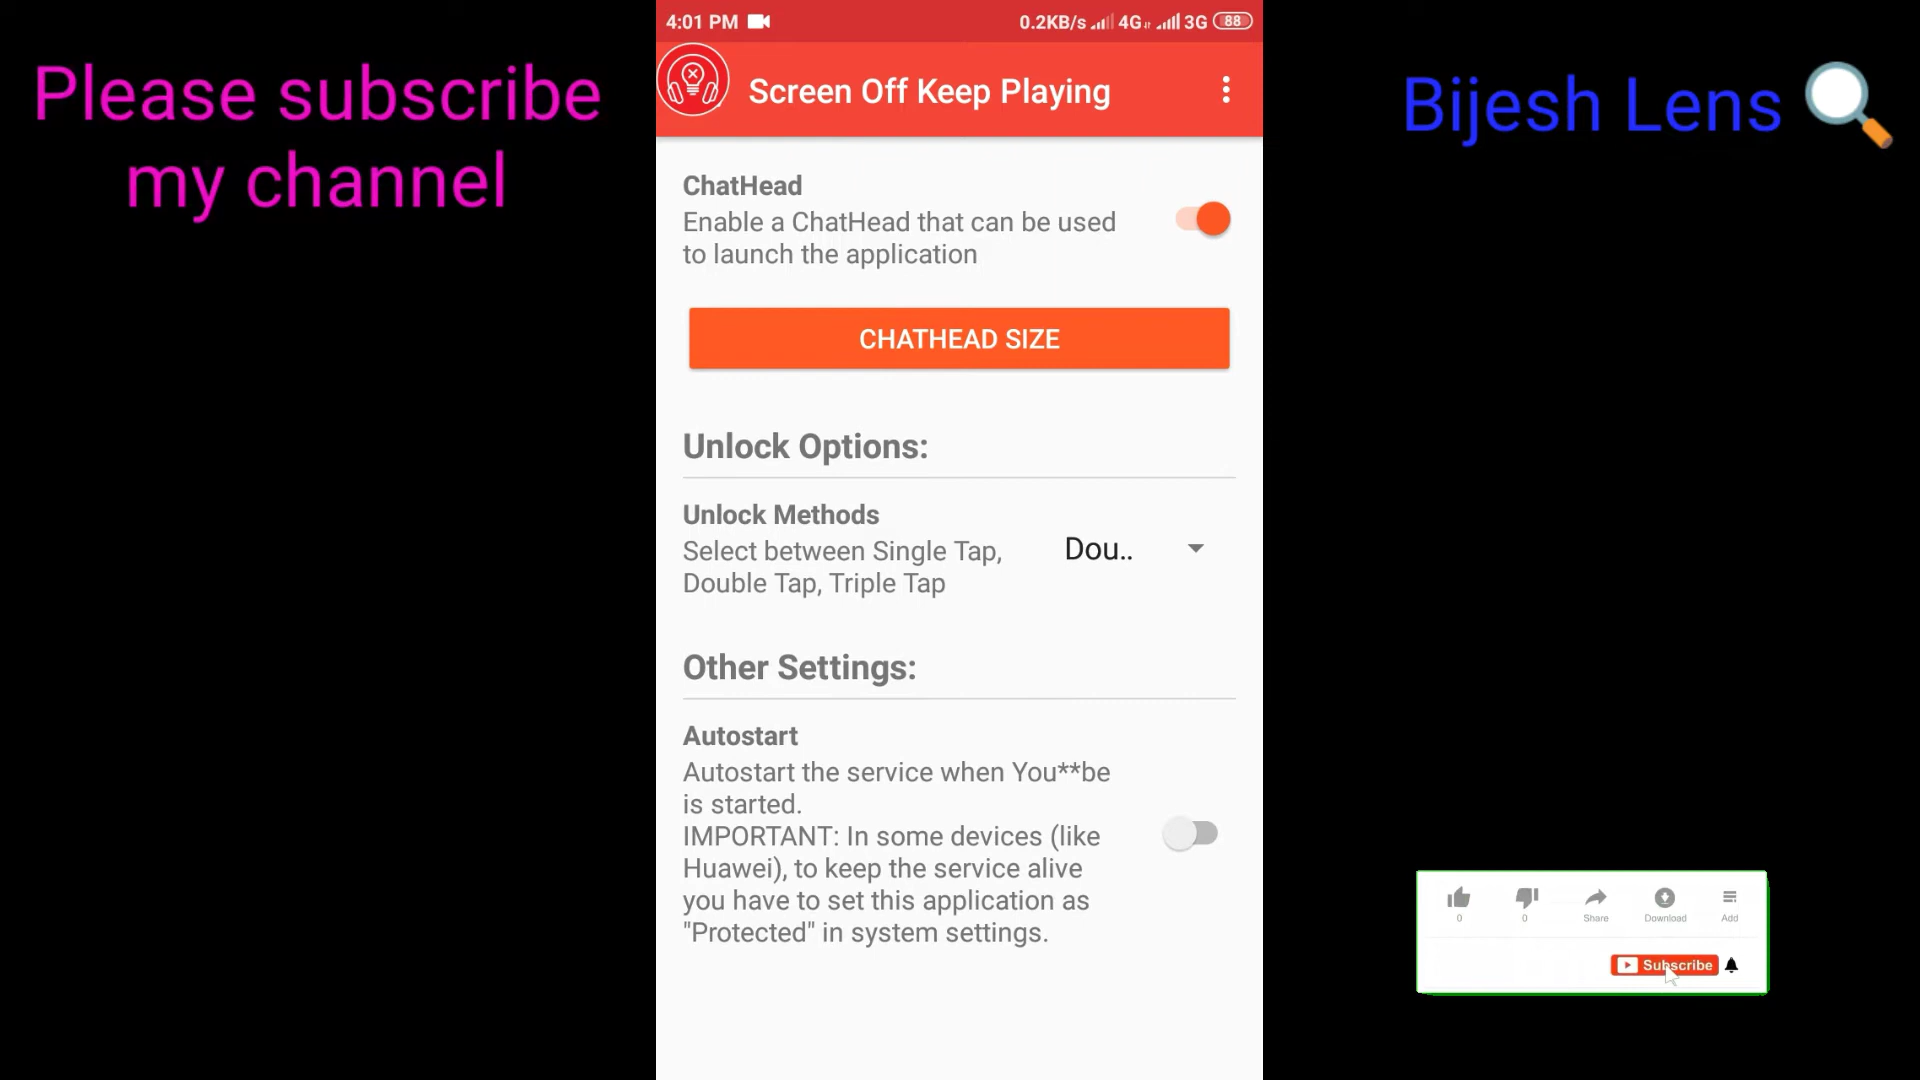 Please subscribe
my channel
4:01 PM
0.2KB/s 4G 3G 88
Screen Off Keep Playing
Bijesh Lens
ChatHead
Enable a ChatHead that can be used
to launch the application
CHATHEAD SIZE
Unlock Options:
Unlock Methods
Select between Single Tap,
Double Tap, Triple Tap
Dou..
Other Settings:
Autostart
Autostart the service when You**be
is started.
IMPORTANT: In some devices (like
Huawei), to keep the service alive
you have to set this application as
"Protected" in system settings.
0 0 Share Download Add
Subscribe